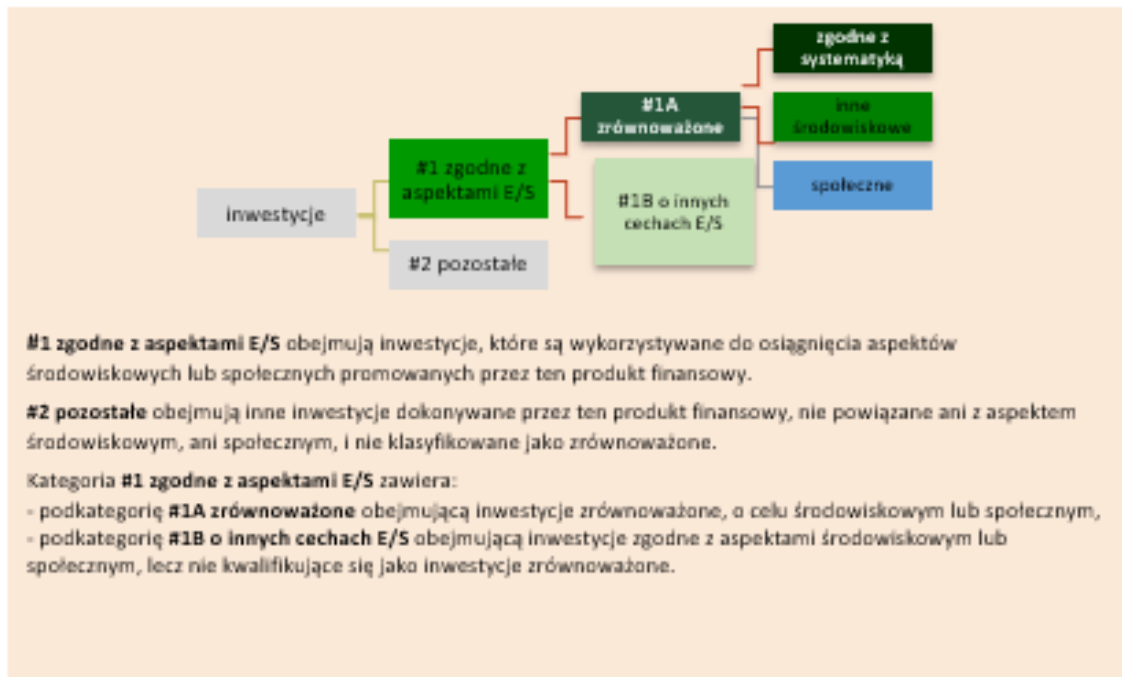 zgodne z
systematyką
#1A
zrównoważone
inne
środowiskowe
#1 zgodne z
aspektami E/S
#1B o innych
cechach E/S
społeczne
inwestycje
#2 pozostałe
#1 zgodne z aspektami E/S obejmują inwestycje, które są wykorzystywane do osiągnięcia aspektów
środowiskowych lub społecznych promowanych przez ten produkt finansowy.
#2 pozostałe obejmują inne inwestycje dokonywane przez ten produkt finansowy, nie powiązane ani z aspektem
środowiskowym, ani społecznym, i nie klasyfikowane jako zrównoważone.
Kategoria #1 zgodne z aspektami E/S zawiera:
- podkategorię #1A zrównoważone obejmującą inwestycje zrównoważone, o celu środowiskowym lub społecznym,
- podkategorię #1B o innych cechach E/S obejmującą inwestycje zgodne z aspektami środowiskowym lub
społecznym, lecz nie kwalifikujące się jako inwestycje zrównoważone.